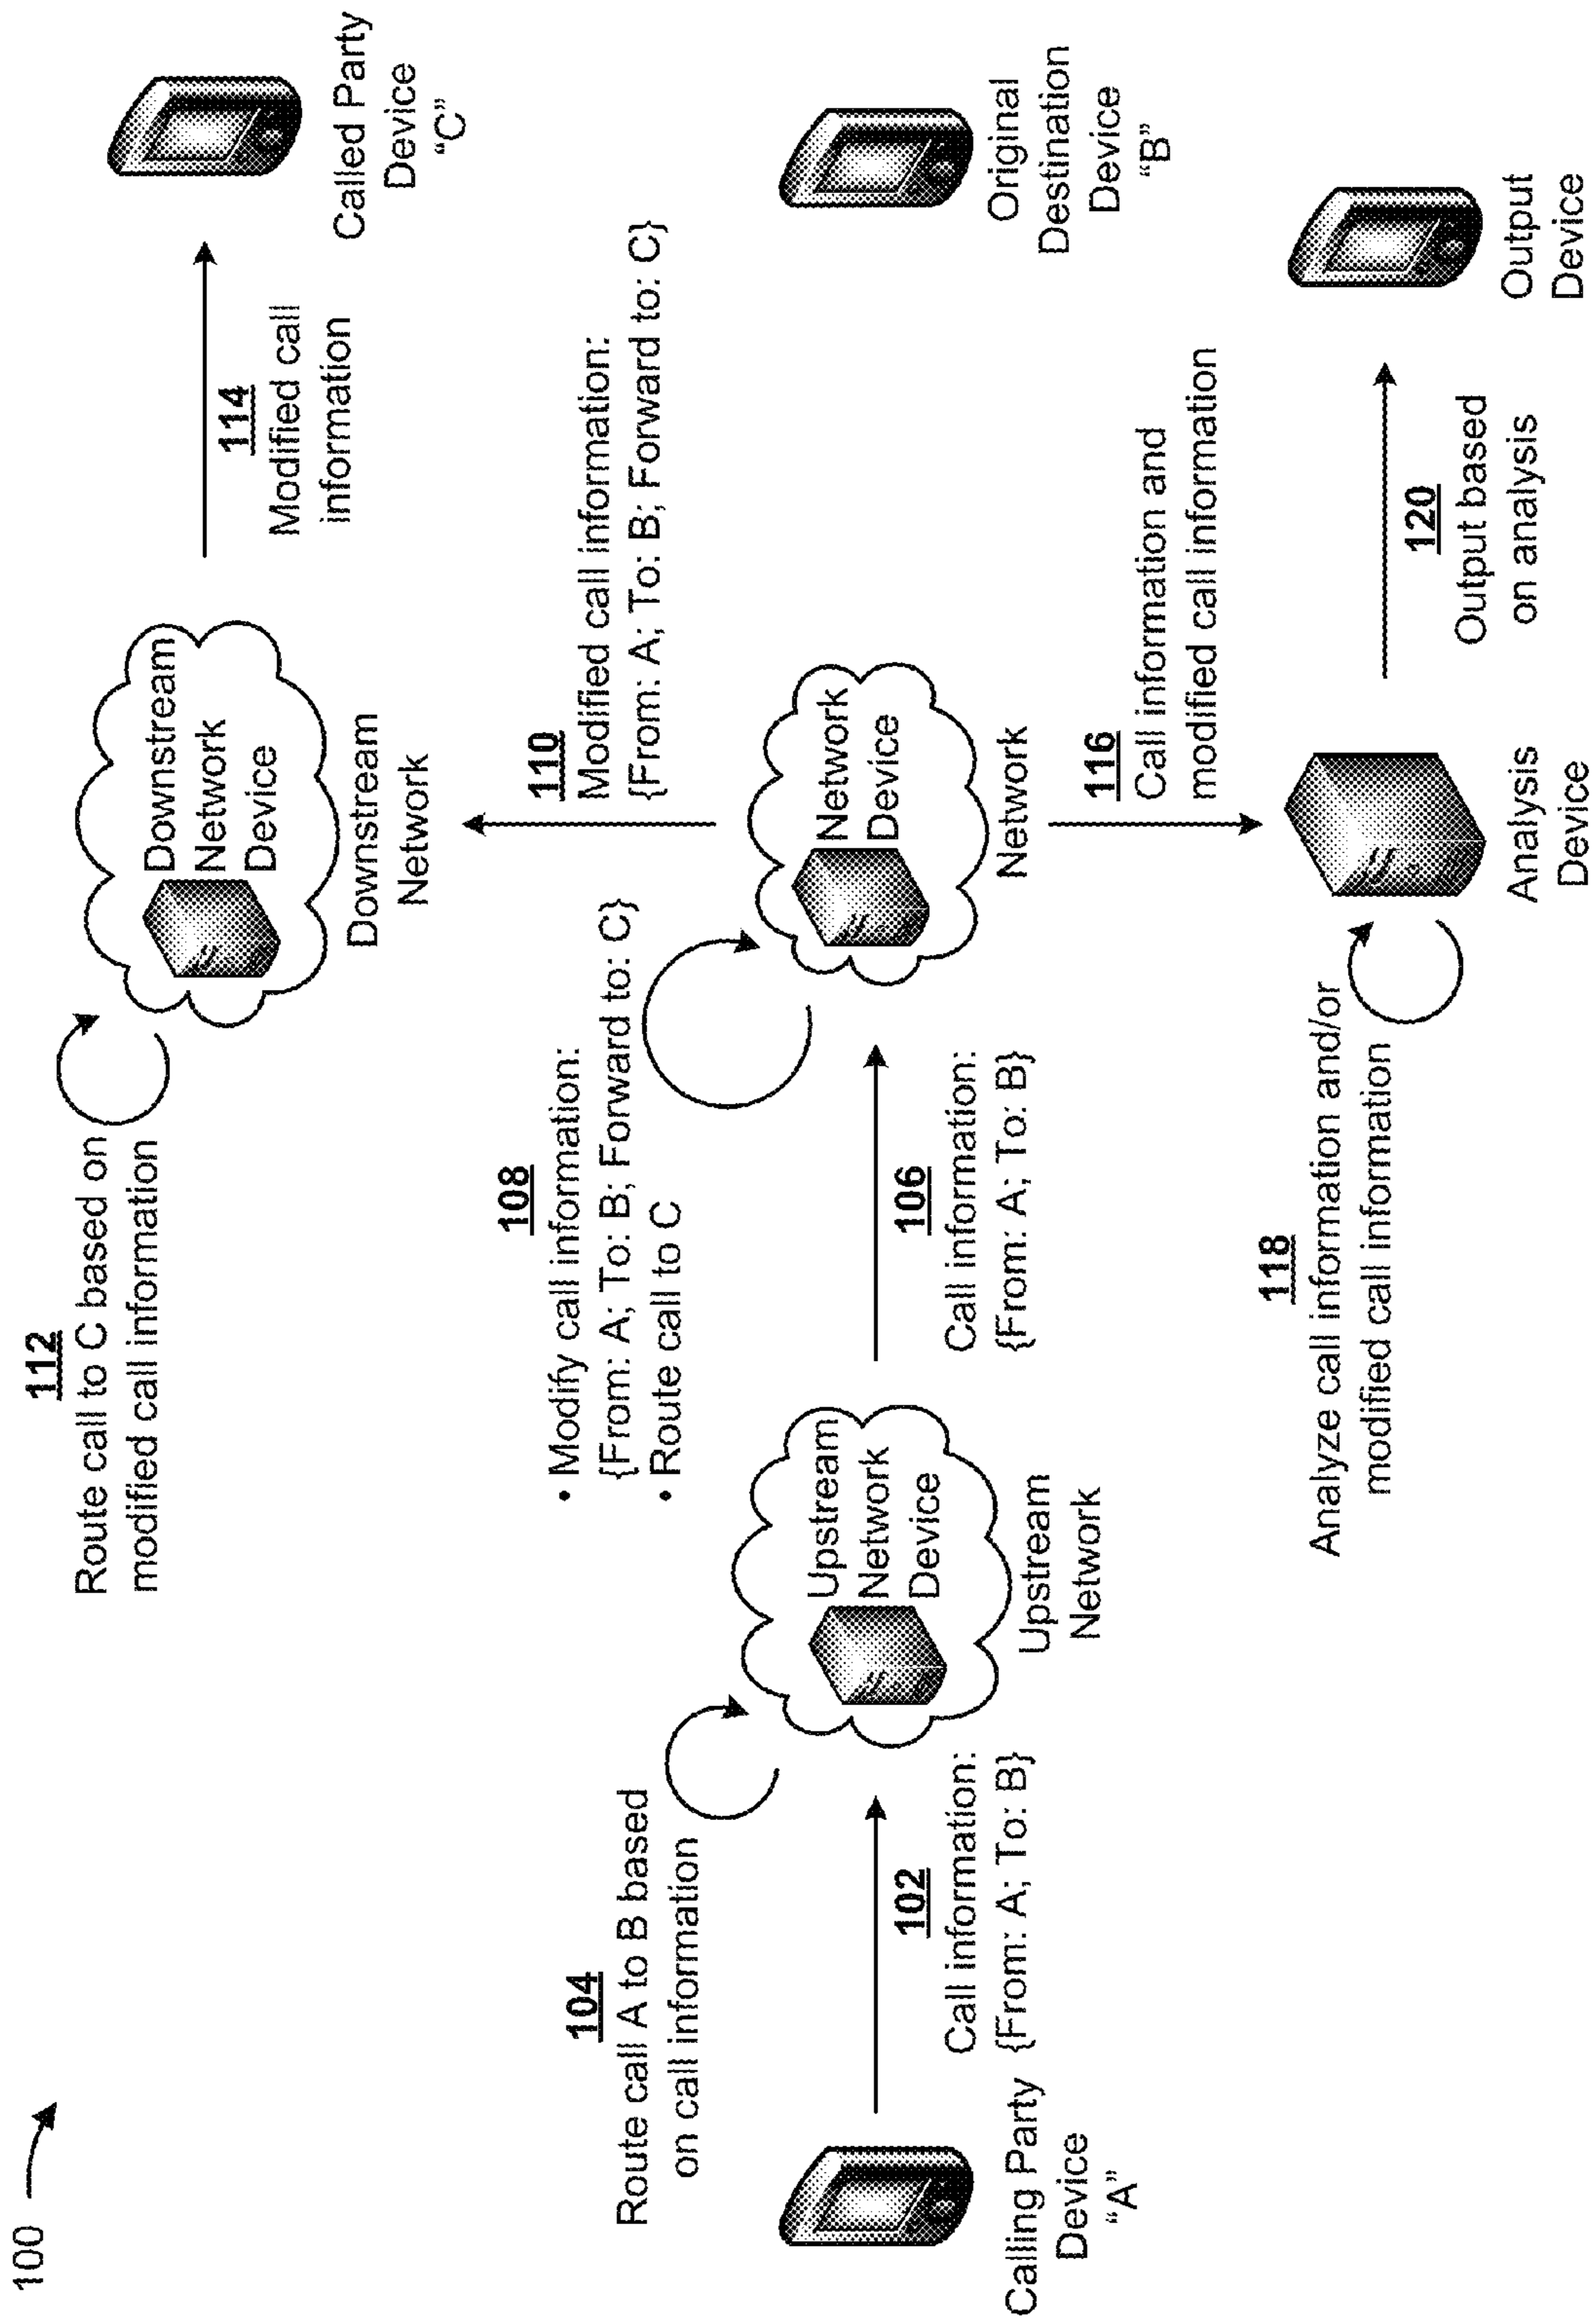 100
112
Route call to C based on
modified call information
Downstream
Network
Device
Downstream
Network
114
Modified call
information
Called Party
Device
“C”
104
Route call A to B based
on call information
108
• Modify call information:
{From: A; To: B; Forward to: C}
• Route call to C
110
Modified call information:
{From: A; To: B; Forward to: C}
Calling Party
Device
“A”
102
Call information:
{From: A; To: B}
Upstream
Network
Device
Upstream
Network
106
Call information:
{From: A; To: B}
Network
Device
Network
Original
Destination
Device
“B”
116
Call information and
modified call information
118
Analyze call information and/or
modified call information
Analysis
Device
120
Output based
on analysis
Output
Device